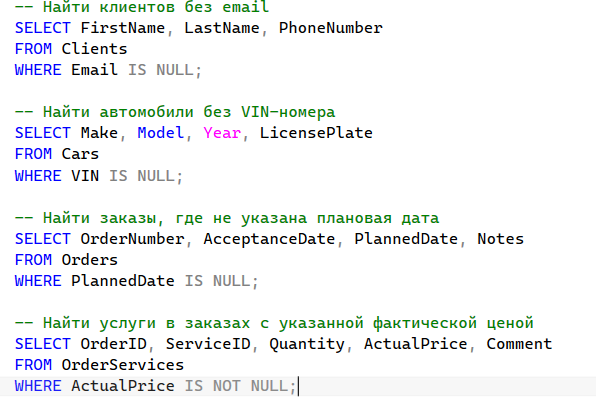 -- Найти клиентов без email
SELECT FirstName, LastName, PhoneNumber
FROM Clients
WHERE Email IS NULL;
-- Найти автомобили без VIN-номера
SELECT Make, Model, Year, LicensePlate
FROM Cars
WHERE VIN IS NULL;
-- Найти заказы, где не указана плановая дата
SELECT OrderNumber, AcceptanceDate, PlannedDate, Notes
FROM Orders
WHERE PlannedDate IS NULL;
-- Найти услуги в заказах с указанной фактической ценой
SELECT OrderID, ServiceID, Quantity, ActualPrice, Comment
FROM OrderServices
WHERE ActualPrice IS NOT NULL;